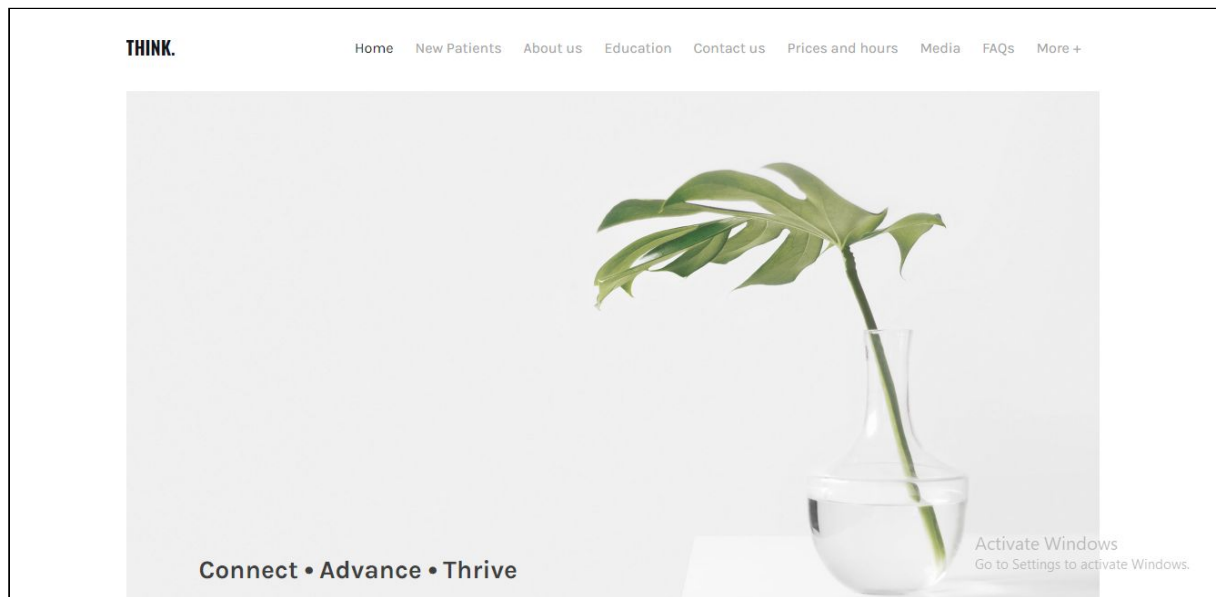 THINK.
Home New Patients About us Education Contact us Prices and hours Media FAQs More +
Connect • Advance • Thrive
Activate Windows
Go to Settings to activate Windows.